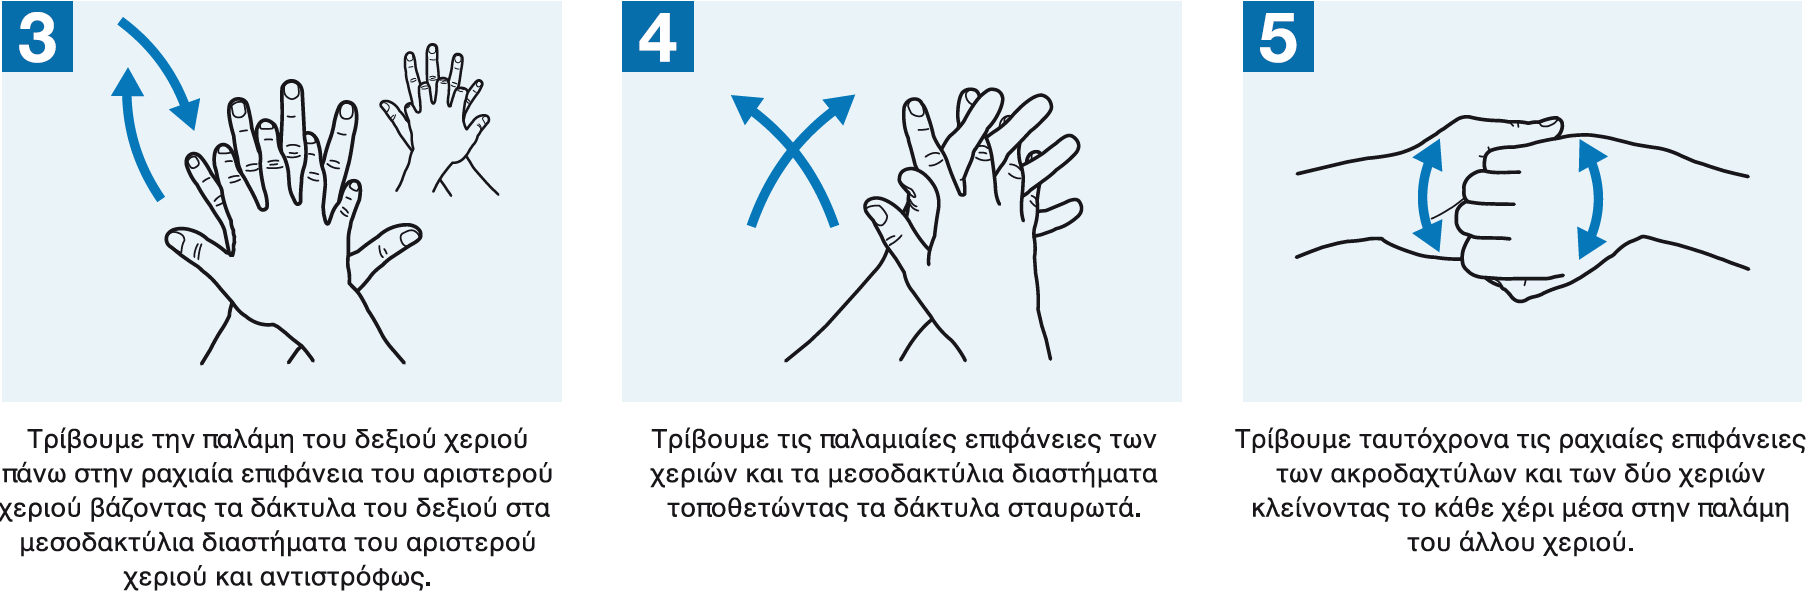 3
Τρίβουμε την παλάμη του δεξιού χεριού
πάνω στην ραχιαία επιφάνεια του αριστερού
χεριού βάζοντας τα δάκτυλα του δεξιού στα
μεσοδακτύλια διαστήματα του αριστερού
χεριού και αντιστρόφως.
4
Τρίβουμε τις παλαμιαίες επιφάνειες των
χεριών και τα μεσοδακτύλια διαστήματα
τοποθετώντας τα δάκτυλα σταυρωτά.
5
Τρίβουμε ταυτόχρονα τις ραχιαίες επιφάνειες
των ακροδαχτύλων και των δύο χεριών
κλείνοντας το κάθε χέρι μέσα στην παλάμη
του άλλου χεριού.